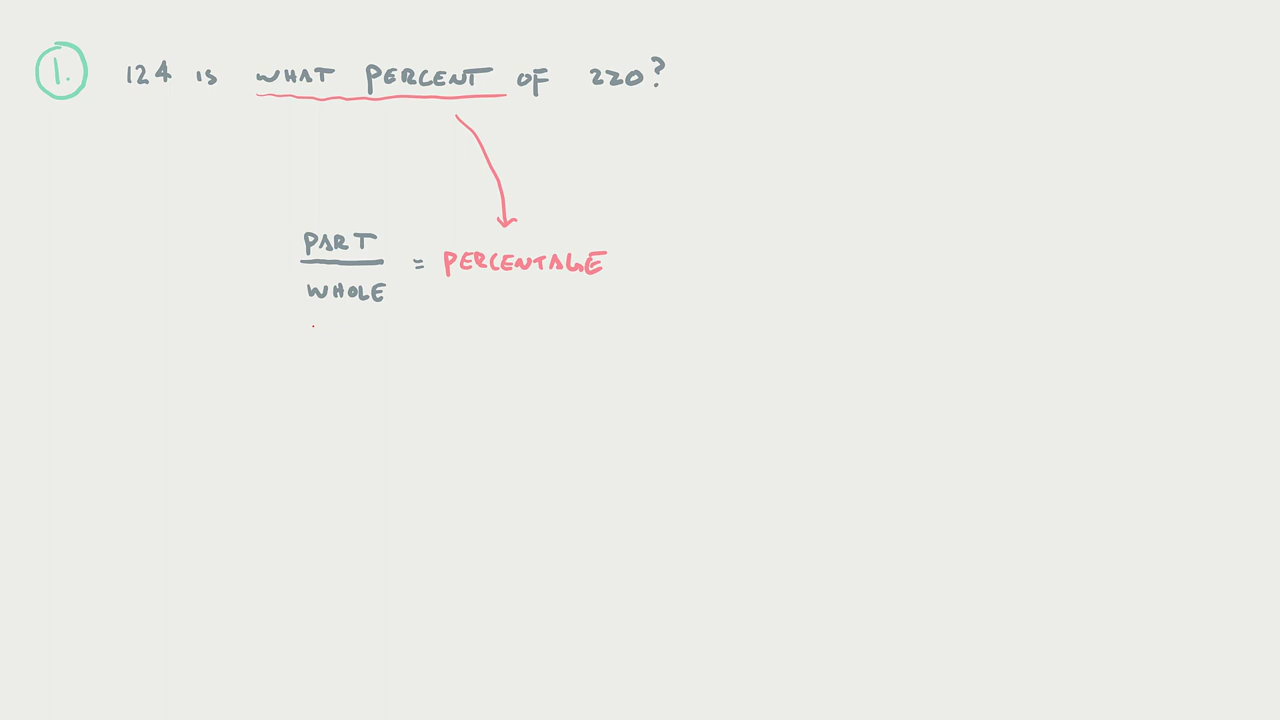 1. 124 IS WHAT PERCENT OF 220?
PART
= PERCENTAGE
WHOLE